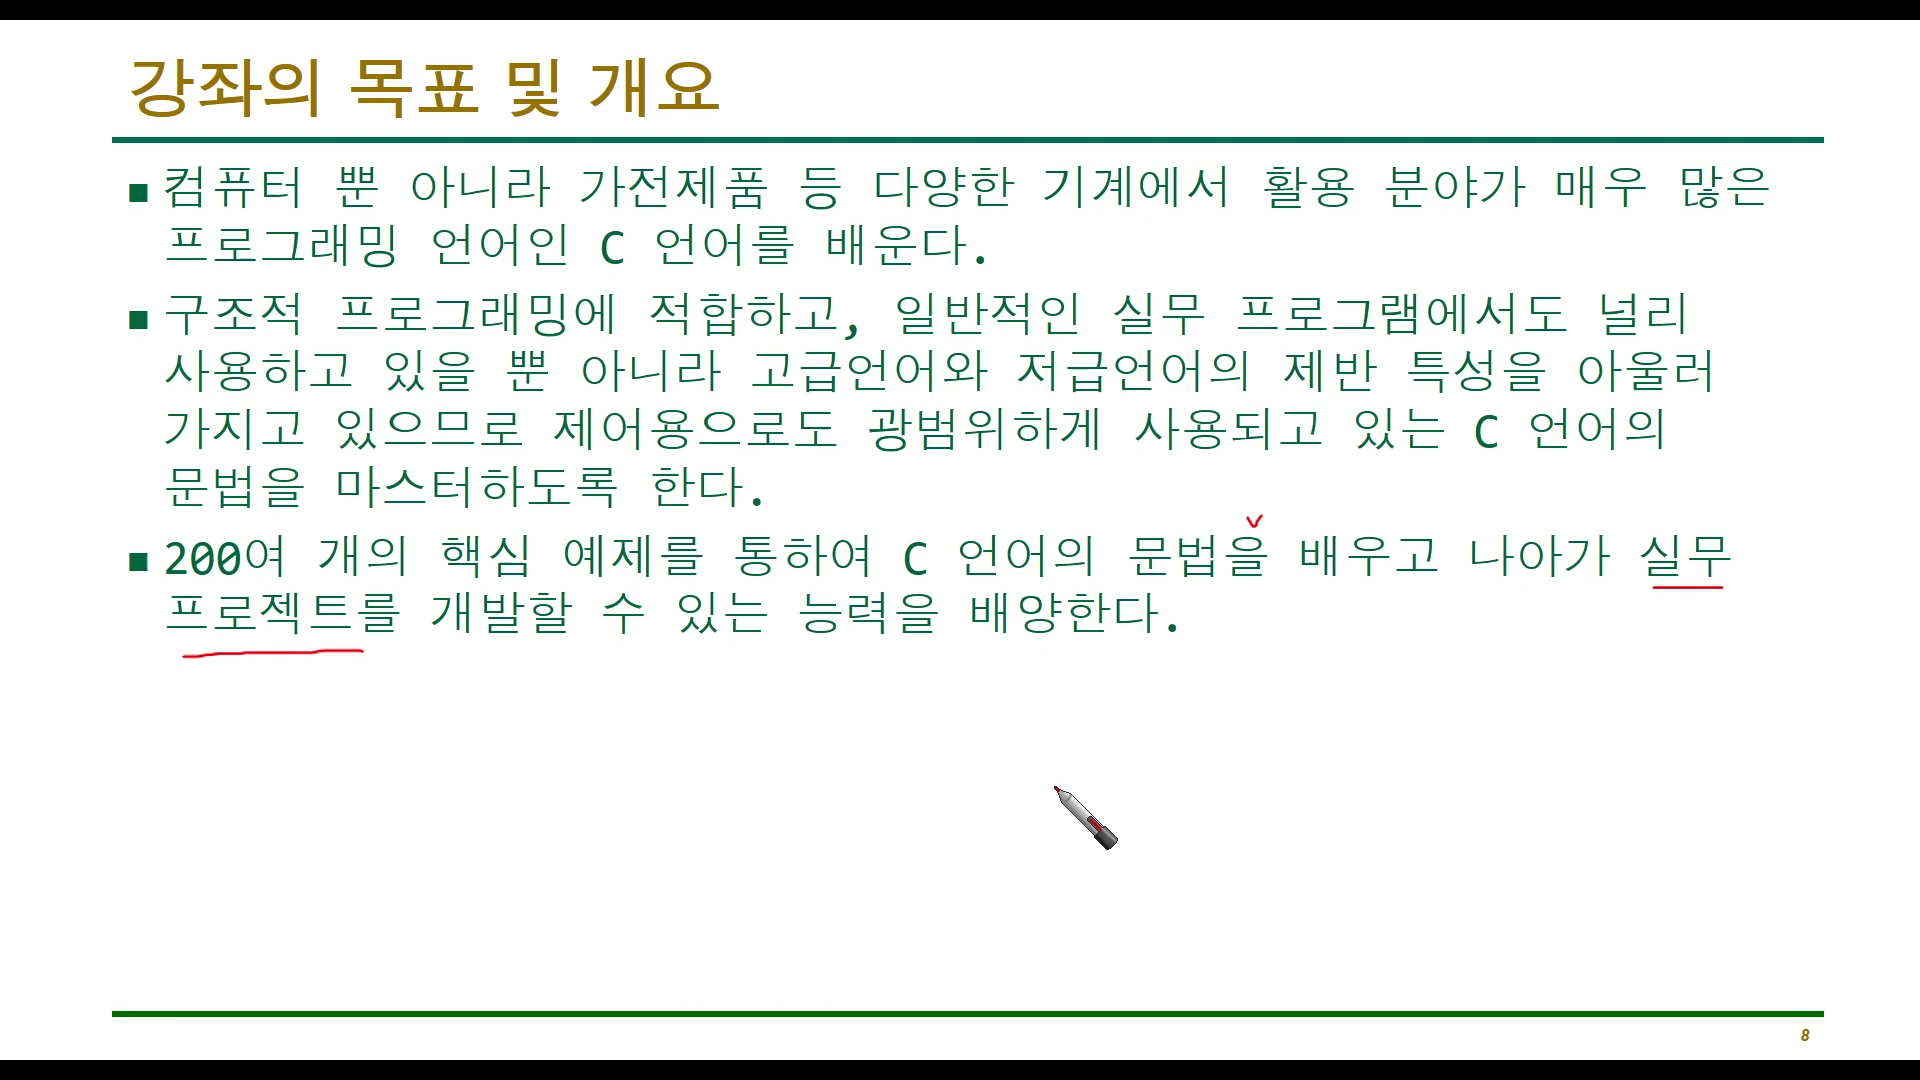 강좌의 목표 및 개요
■ 컴퓨터 뿐 아니라 가전제품 등 다양한 기계에서 활용 분야가 매우 많은
프로그래밍 언어인 C 언어를 배운다.
■ 구조적 프로그래밍에 적합하고, 일반적인 실무 프로그램에서도 널리
사용하고 있을 뿐 아니라 고급언어와 저급언어의 제반 특성을 아울러
가지고 있으므로 제어용으로도 광범위하게 사용되고 있는 C 언어의
문법을 마스터하도록 한다.
■ 200여 개의 핵심 예제를 통하여 C 언어의 문법을 배우고 나아가 실무
프로젝트를 개발할 수 있는 능력을 배양한다.
8